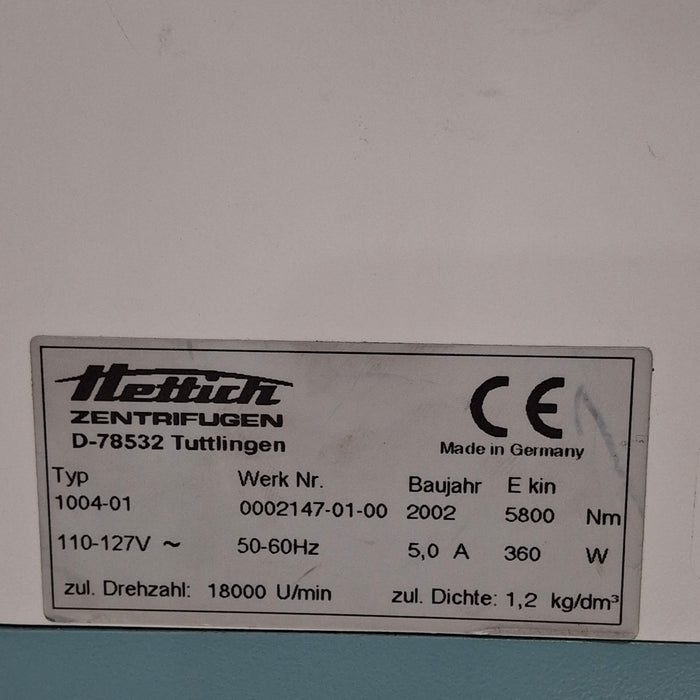 Hettich
ZENTRIFUGEN
D-78532 Tuttlingen
CE
Made in Germany
Typ Werk Nr. Baujahr E kin
1004-01 0002147-01-00 2002 5800 Nm
110-127V ~ 50-60Hz 5,0 A 360 W
zul. Drehzahl: 18000 U/min zul. Dichte: 1,2 kg/dm³